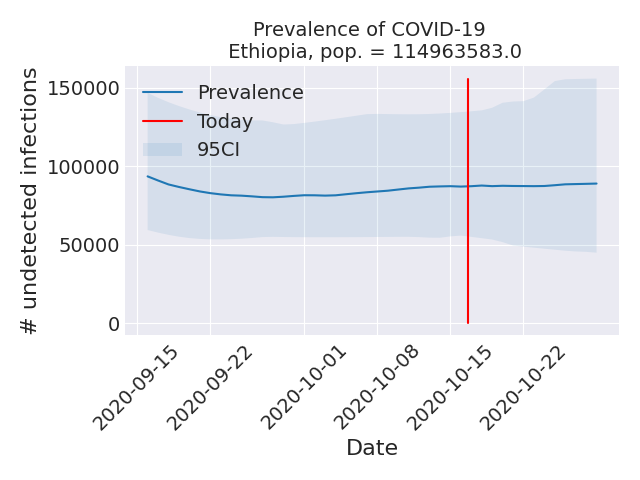 Prevalence of COVID-19
Ethiopia, pop. = 114963583.0
# undetected infections
150000
100000
50000
0
Prevalence
Today
95CI
2020-09-15
2020-09-22
2020-10-01
2020-10-08
2020-10-15
2020-10-22
Date